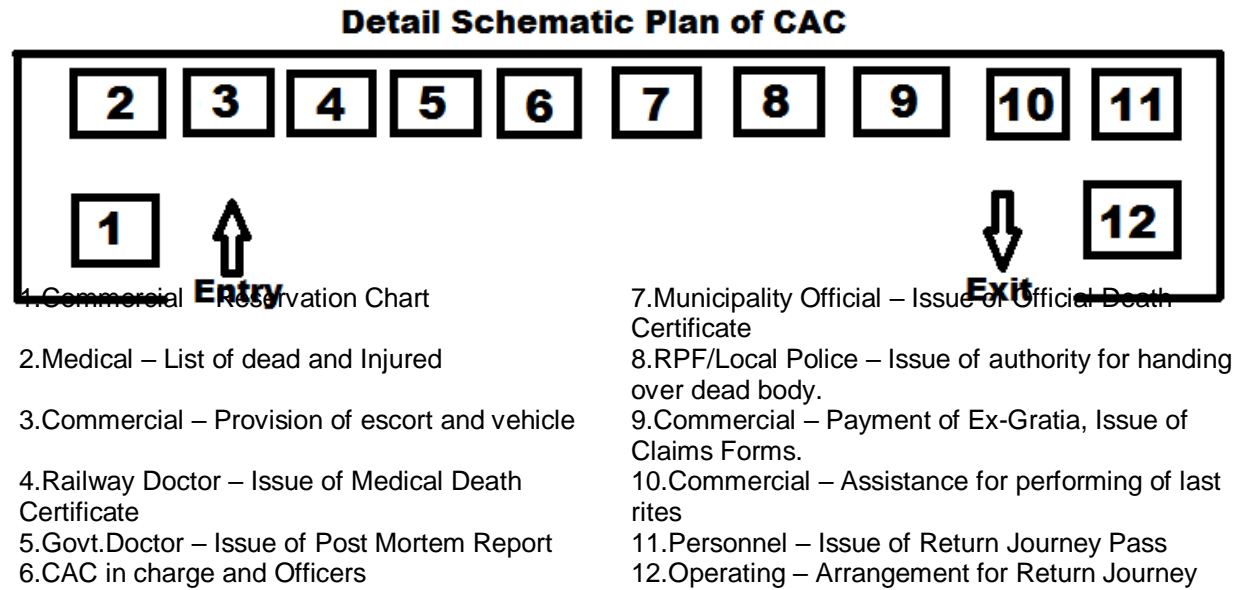 Detail Schematic Plan of CAC
2 3 4 5 6 7 8 9 10 11
1 12
Entry Exit
1.Commercial – Reservation Chart
2.Medical – List of dead and Injured
3.Commercial – Provision of escort and vehicle
4.Railway Doctor – Issue of Medical Death
Certificate
5.Govt.Doctor – Issue of Post Mortem Report
6.CAC in charge and Officers
7.Municipality Official – Issue of Official Death
Certificate
8.RPF/Local Police – Issue of authority for handing
over dead body.
9.Commercial – Payment of Ex-Gratia, Issue of
Claims Forms.
10.Commercial – Assistance for performing of last
rites
11.Personnel – Issue of Return Journey Pass
12.Operating – Arrangement for Return Journey